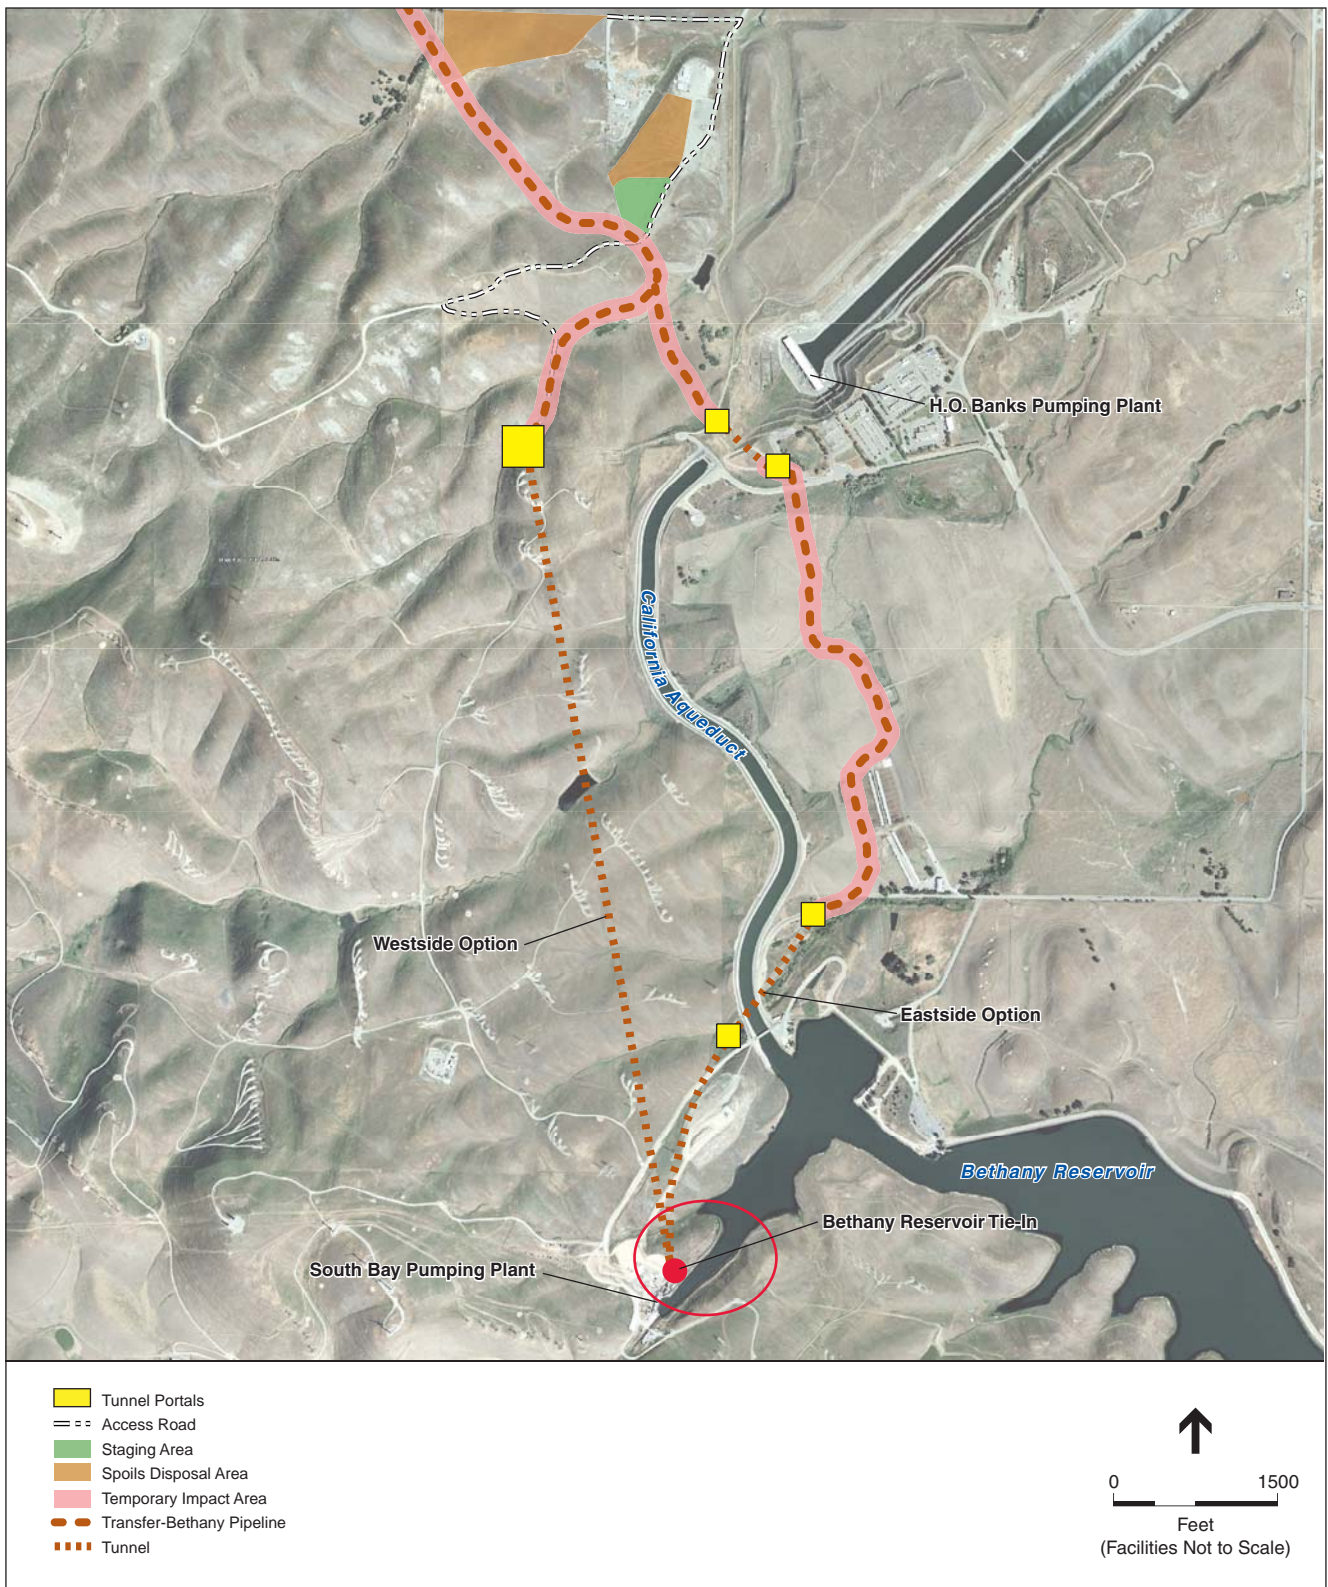 H.O. Banks Pumping Plant
California Aqueduct
Westside Option
Eastside Option
Bethany Reservoir
Bethany Reservoir Tie-In
South Bay Pumping Plant
Tunnel Portals
Access Road
Staging Area
Spoils Disposal Area
Temporary Impact Area
Transfer-Bethany Pipeline
Tunnel
0 1500
Feet
(Facilities Not to Scale)